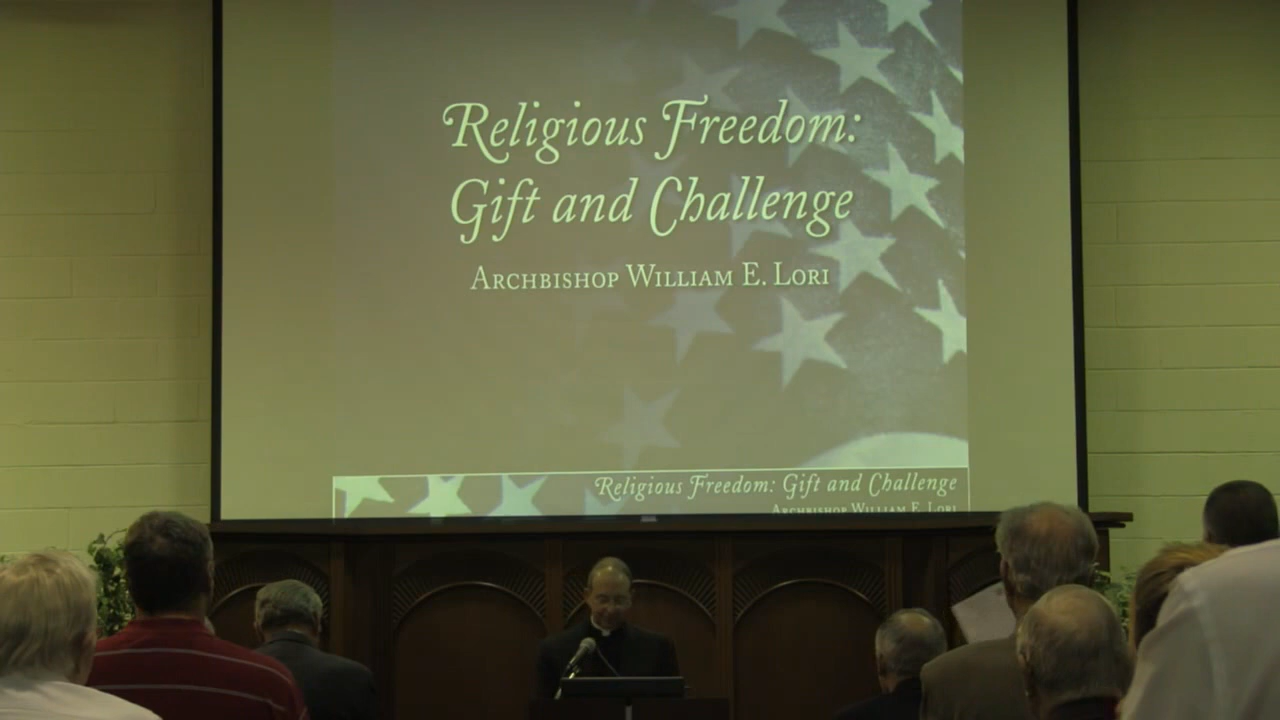 Religious Freedom:
Gift and Challenge
Archbishop William E. Lori
Religious Freedom: Gift and Challenge
Archbishop William E. Lori